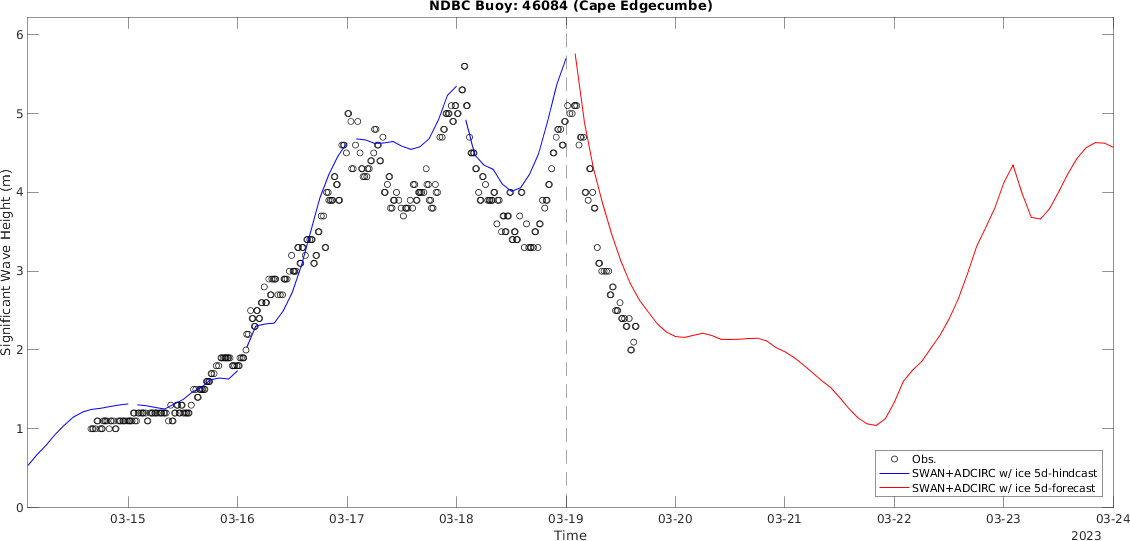 NDBC Buoy: 46084 (Cape Edgecumbe)
Significant Wave Height (m)
6
5
4
3
2
1
0
Obs.
SWAN+ADCIRC w/ ice 5d-hindcast
SWAN+ADCIRC w/ ice 5d-forecast
03-15 03-16 03-17 03-18 03-19 03-20 03-21 03-22 03-23 03-24
Time
2023